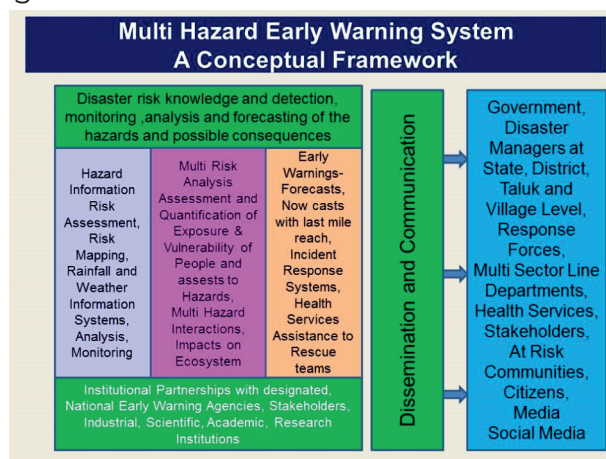 Multi Hazard Early Warning System
A Conceptual Framework
Disaster risk knowledge and detection,
monitoring ,analysis and forecasting of the
hazards and possible consequences
Hazard
Information
Risk
Assessment,
Risk
Mapping,
Rainfall and
Weather
Information
Systems,
Analysis,
Monitoring
Multi Risk
Analysis
Assessment and
Quantification of
Exposure &
Vulnerability of
People and
assests to
Hazards,
Multi Hazard
Interactions,
Impacts on
Ecosystem
Early
Warnings-
Forecasts,
Now casts
with last mile
reach,
Incident
Response
Systems,
Health
Services
Assistance to
Rescue
teams
Institutional Partnerships with designated,
National Early Warning Agencies, Stakeholders,
Industrial, Scientific, Academic, Research
Institutions
Dissemination and Communication
Government,
Disaster
Managers at
State, District,
Taluk and
Village Level,
Response
Forces,
Multi Sector Line
Departments,
Health Services,
Stakeholders,
At Risk
Communities,
Citizens,
Media
Social Media